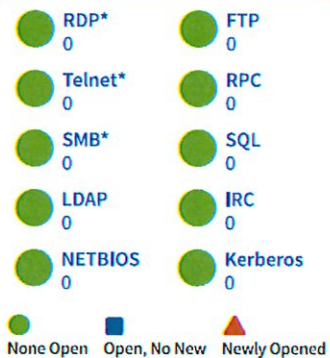 RDP*
0
FTP
0
Telnet*
0
RPC
0
SMB*
0
SQL
0
LDAP
0
IRC
0
NETBIOS
0
Kerberos
0
None Open
Open, No New
Newly Opened